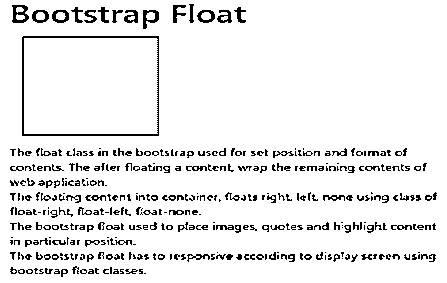 Bootstrap Float
The float class in the bootstrap used for set position and format of
contents. The after floating a content, wrap the remaining contents of
web application.
The floating content into container, floats right, left, none using class of
float-right, float-left, float-none.
The bootstrap float used to place images, quotes and highlight content
in particular position.
The bootstrap float has to responsive according to display screen using
bootstrap float classes.